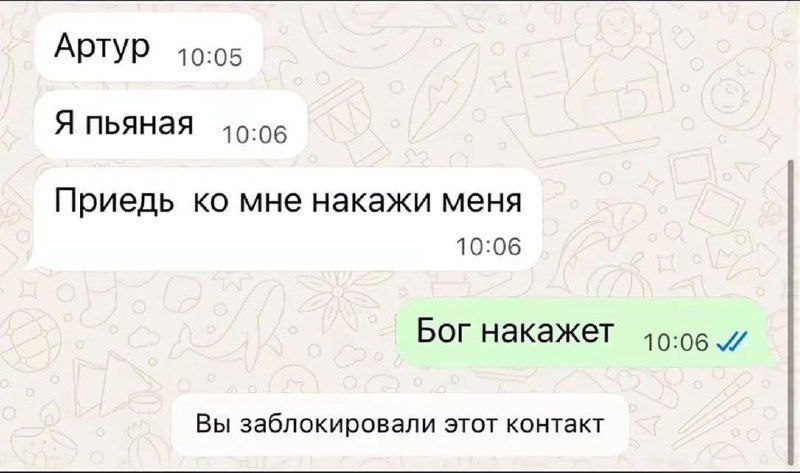 Артур 10:05
Я пьяная 10:06
Приедь ко мне накажи меня
10:06
Бог накажет 10:06
Вы заблокировали этот контакт